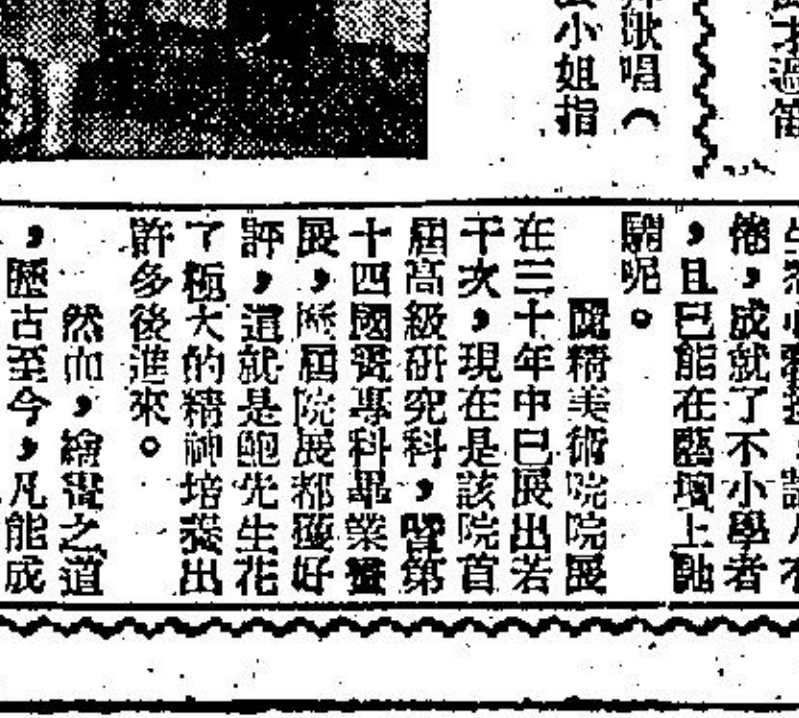 才過
歌唱（
小姐指
他，成就了不小學者
，且已能在藝壇上馳
騁呢。
麗精美術院院展
在三十年中已展出若
干次，現在是該院首
屆高級研究科，暨第
十四國畫專科畢業畫
展，歷屆院展都獲好
評，這就是鮑先生花
了極大的精神培養出
許多後進來。
然而，繪畫之道
，歷古至今，凡能成